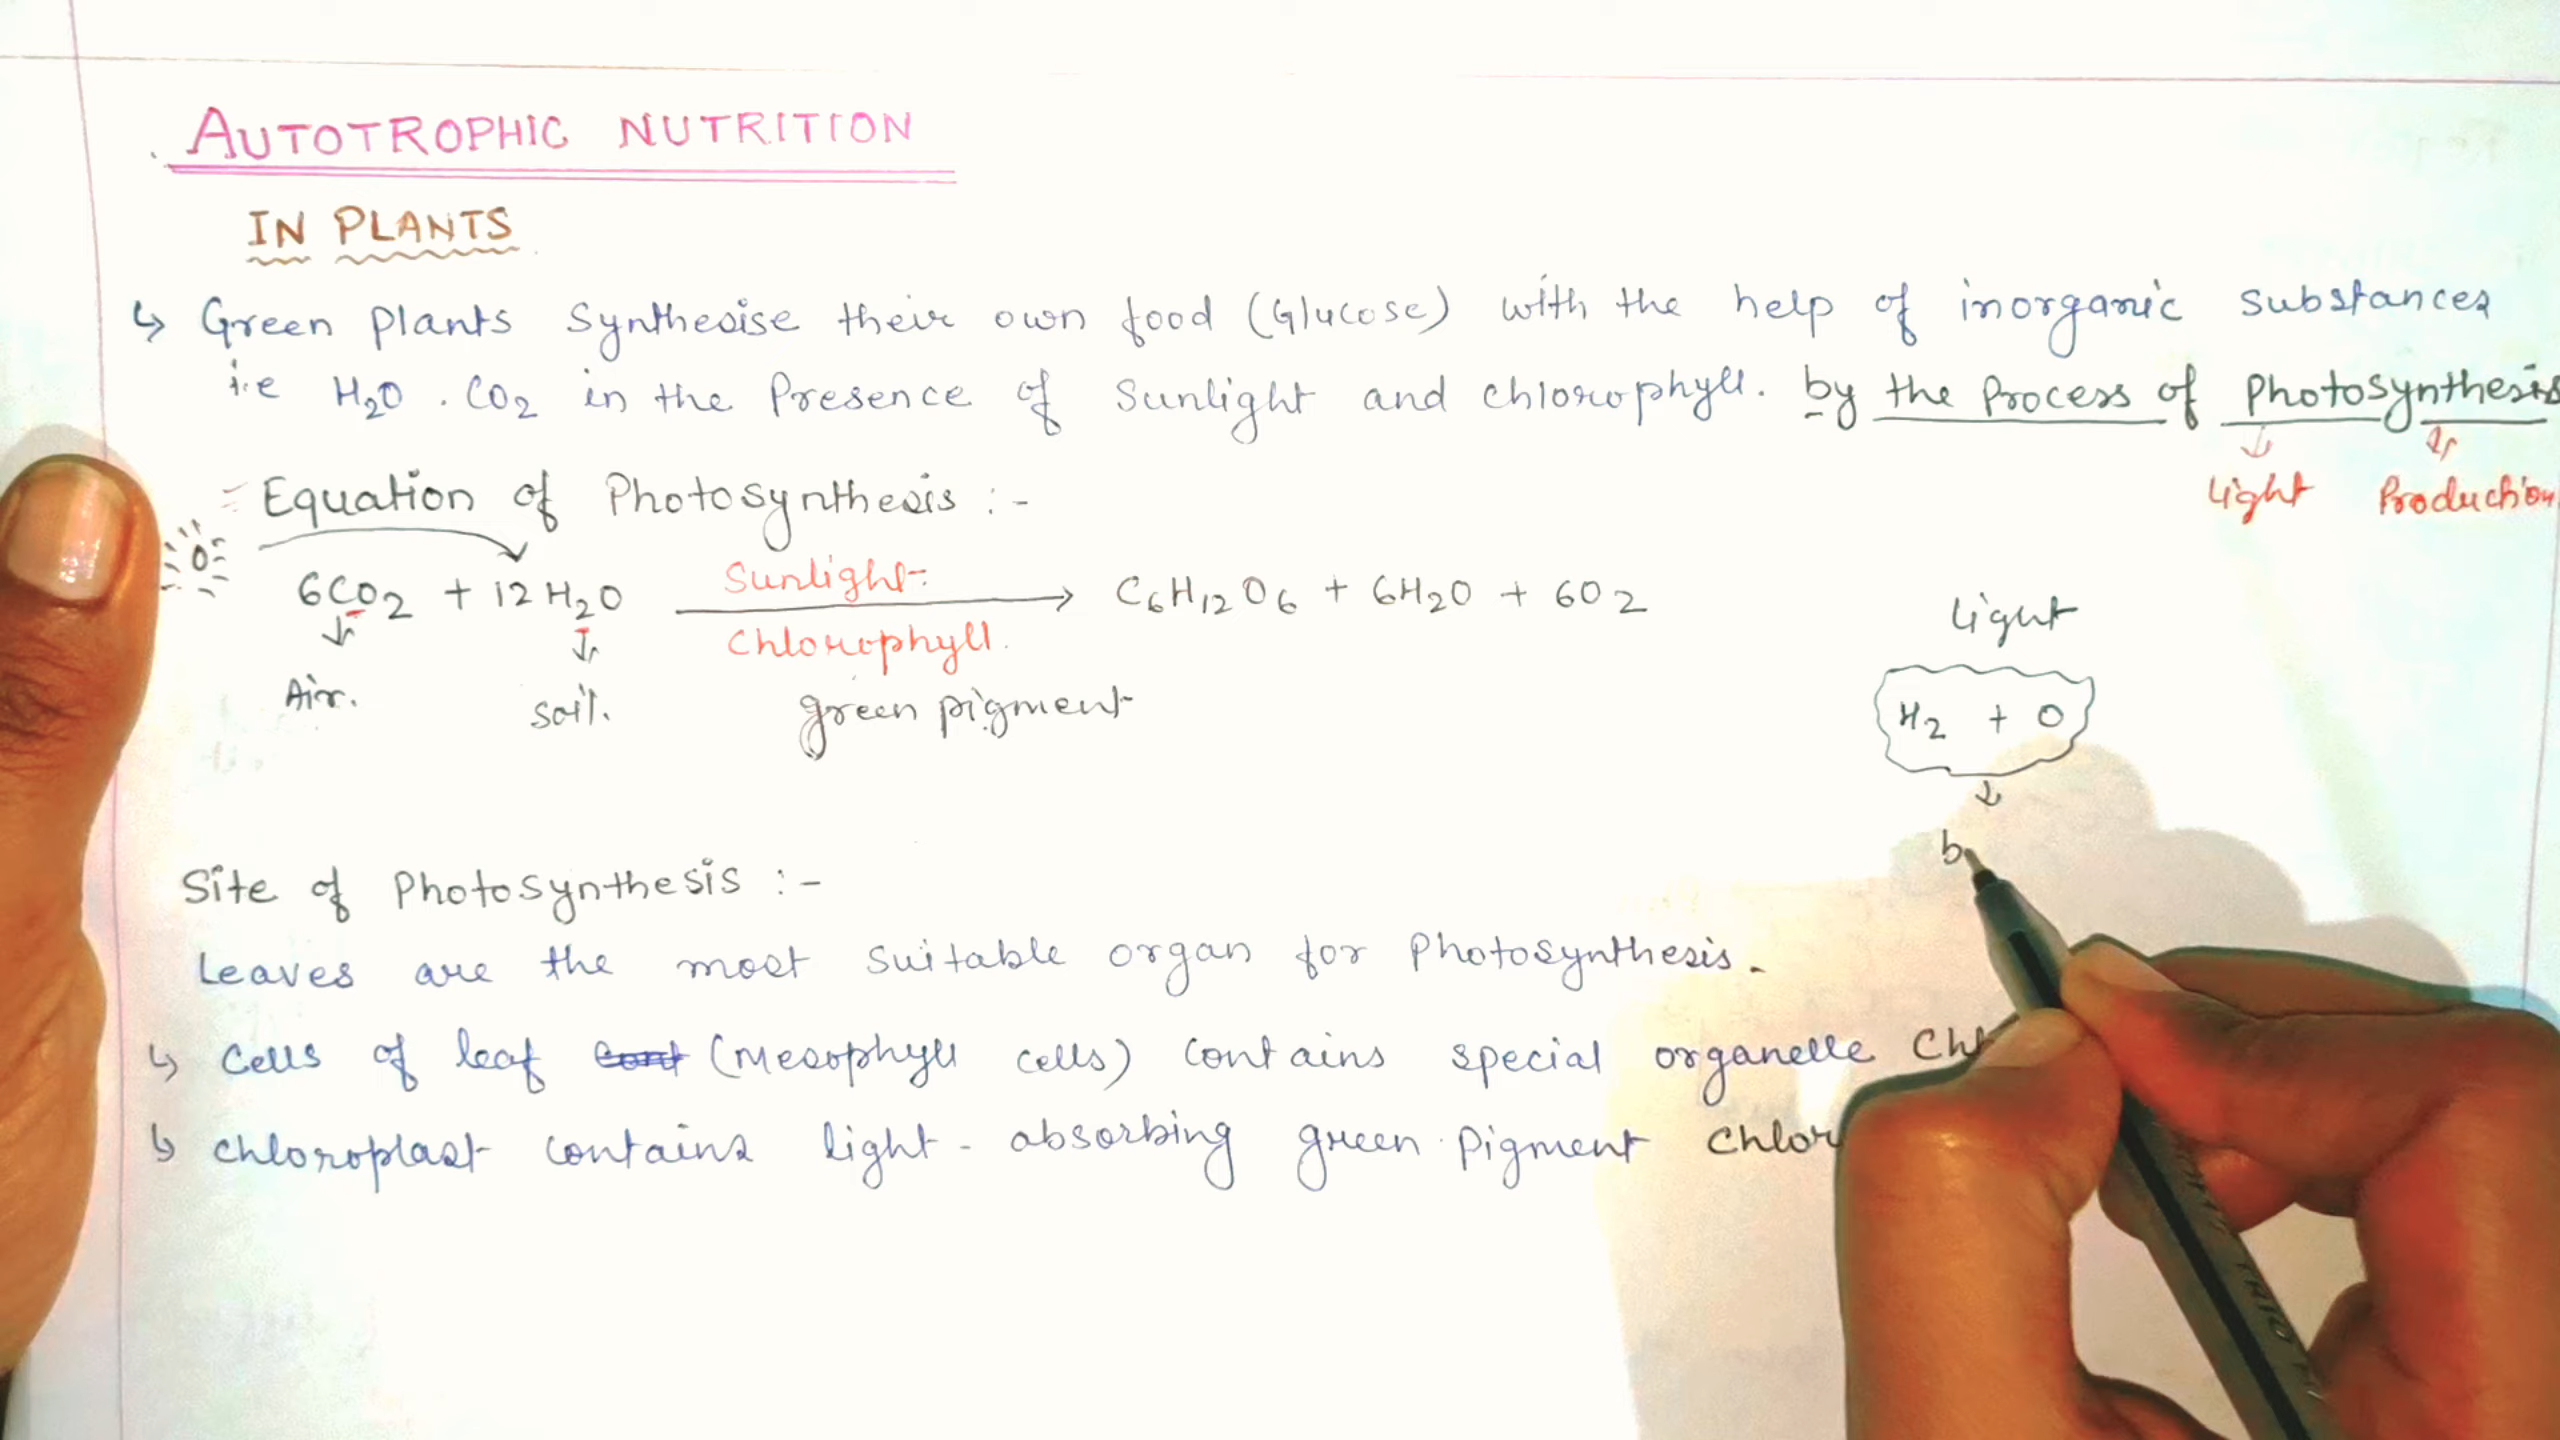 AUTOTROPHIC NUTRITION
IN PLANTS
↳ Green plants synthesise their own food (Glucose) with the help of inorganic substances
i.e H2O . CO2 in the Presence of Sunlight and chlorophyll. by the Process of Photosynthesis
Light Production
Equation of Photosynthesis :-
6CO2 + 12H2O Sunlight → C6H12O6 + 6H2O + 6O2
Chlorophyll.
Air. soil. green pigment
Light
H2 + O
b
Site of Photosynthesis :-
Leaves are the most suitable organ for Photosynthesis.
↳ Cells of leaf (Mesophyll cells) contains special organelle
↳ chloroplast contains light - absorbing green pigment Chlor